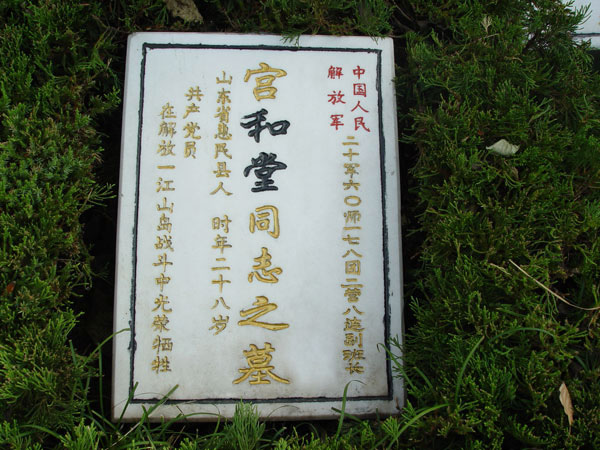 中国人民
解放军
二十军六〇师一七八团二营八连副班长
宫和堂同志之墓
山东省惠民县人 时年二十八岁
共产党员
在解放一江山岛战斗中光荣牺牲